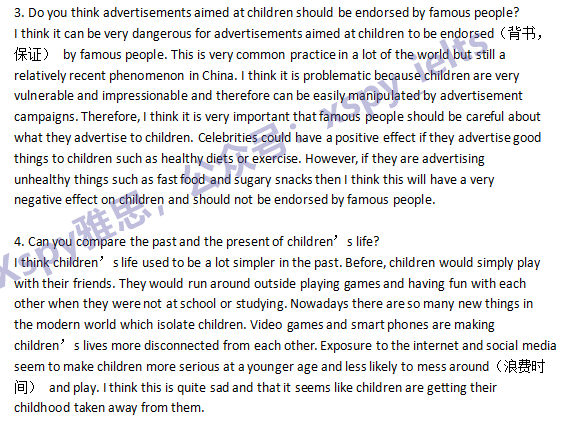 3. Do you think advertisements aimed at children should be endorsed by famous people?
I think it can be very dangerous for advertisements aimed at children to be endorsed（背书，
保证） by famous people. This is very common practice in a lot of the world but still a
relatively recent phenomenon in China. I think it is problematic because children are very
vulnerable and impressionable and therefore can be easily manipulated by advertisement
campaigns. Therefore, I think it is very important that famous people should be careful about
what they advertise to children. Celebrities could have a positive effect if they advertise good
things to children such as healthy diets or exercise. However, if they are advertising
unhealthy things such as fast food and sugary snacks then I think this will have a very
negative effect on children and should not be endorsed by famous people.
4. Can you compare the past and the present of children’s life?
I think children’s life used to be a lot simpler in the past. Before, children would simply play
with their friends. They would run around outside playing games and having fun with each
other when they were not at school or studying. Nowadays there are so many new things in
the modern world which isolate children. Video games and smart phones are making
children’s lives more disconnected from each other. Exposure to the internet and social media
seem to make children more serious at a younger age and less likely to mess around（浪费时
间） and play. I think this is quite sad and that it seems like children are getting their
childhood taken away from them.
xspy雅思，公众号：xspy_ielts